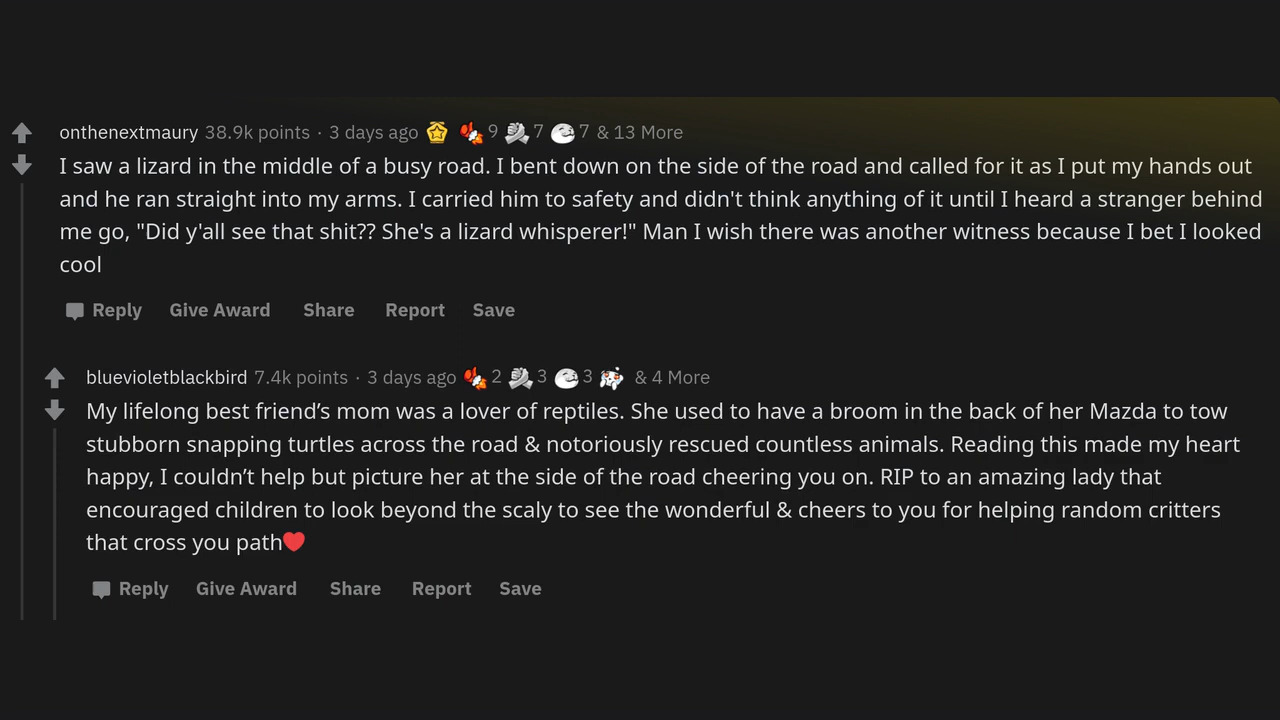 onthenextmaury 38.9k points · 3 days ago 9 7 7 & 13 More
I saw a lizard in the middle of a busy road. I bent down on the side of the road and called for it as I put my hands out
and he ran straight into my arms. I carried him to safety and didn't think anything of it until I heard a stranger behind
me go, "Did y'all see that shit?? She's a lizard whisperer!" Man I wish there was another witness because I bet I looked
cool
Reply Give Award Share Report Save
bluevioletblackbird 7.4k points · 3 days ago 2 3 3 & 4 More
My lifelong best friend’s mom was a lover of reptiles. She used to have a broom in the back of her Mazda to tow
stubborn snapping turtles across the road & notoriously rescued countless animals. Reading this made my heart
happy, I couldn’t help but picture her at the side of the road cheering you on. RIP to an amazing lady that
encouraged children to look beyond the scaly to see the wonderful & cheers to you for helping random critters
that cross you path❤️
Reply Give Award Share Report Save